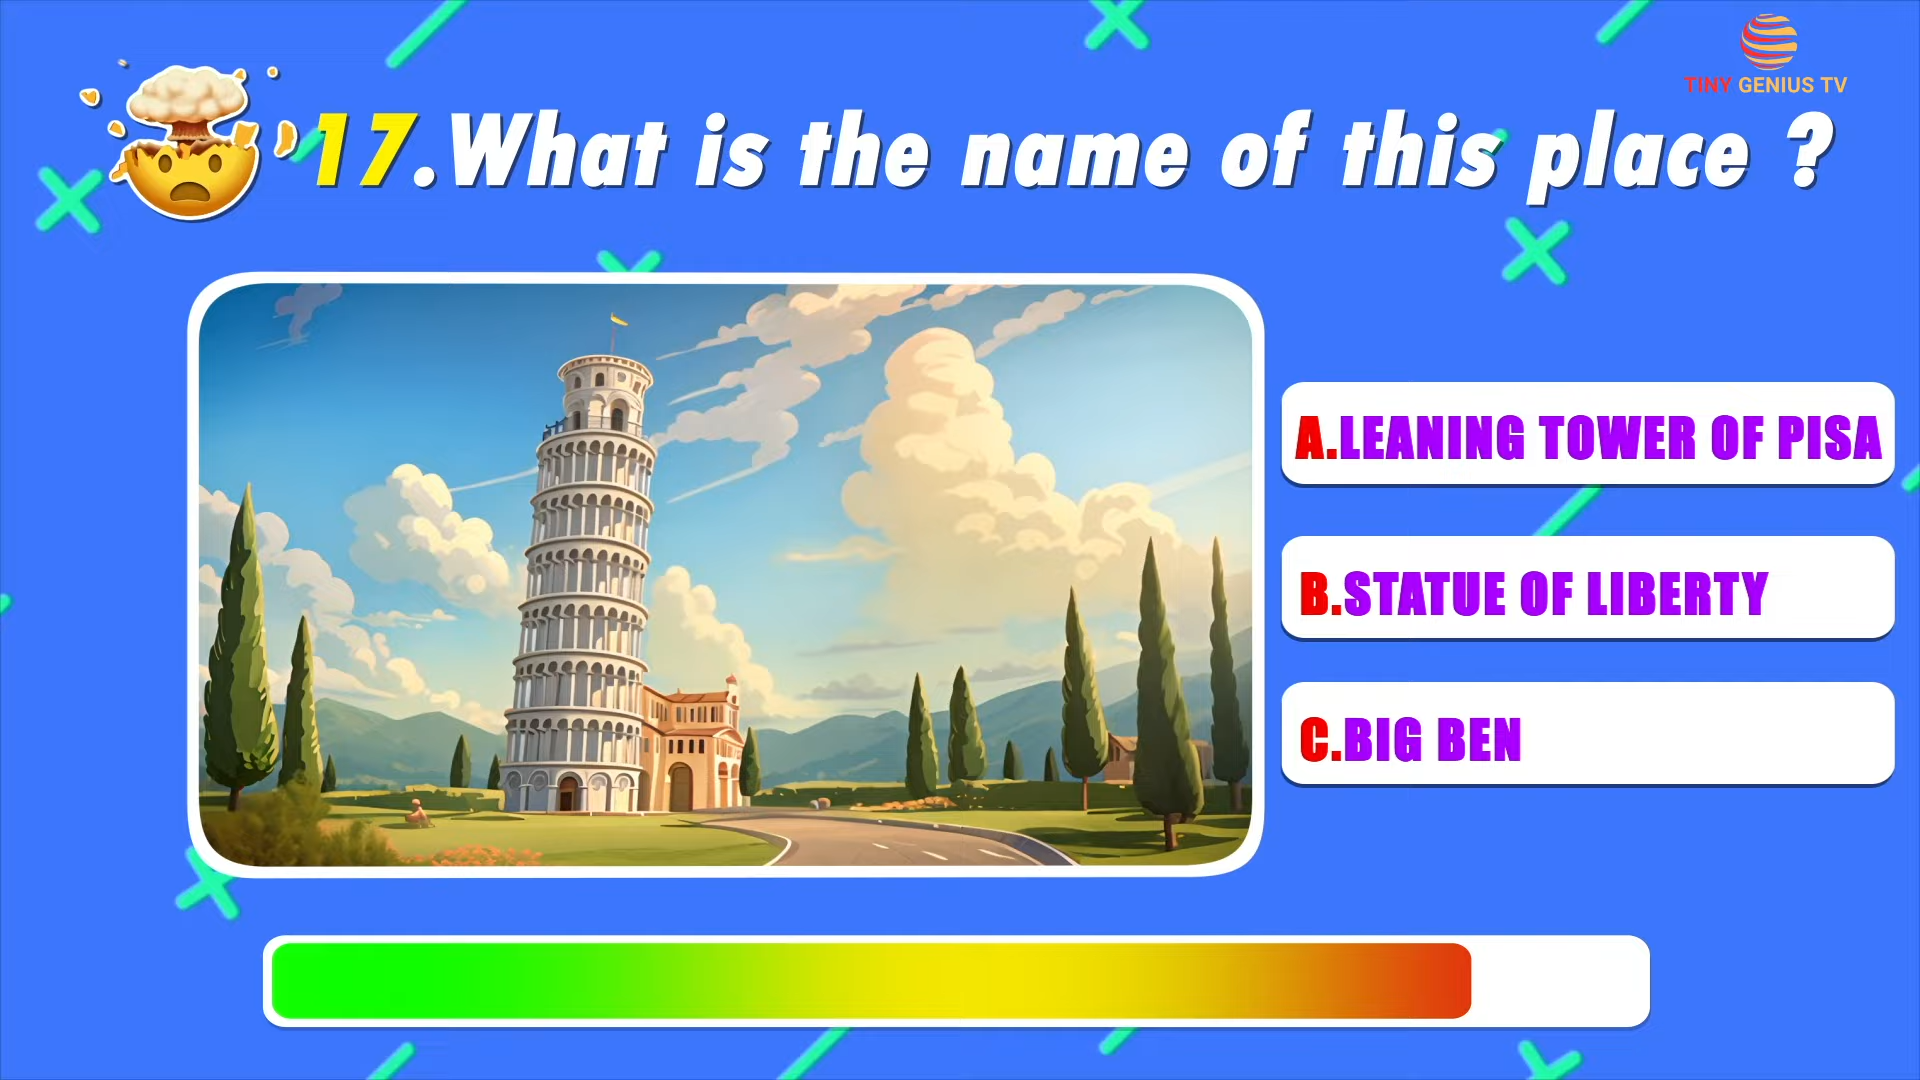 TINY GENIUS TV
17.What is the name of this place ?
A.LEANING TOWER OF PISA
B.STATUE OF LIBERTY
C.BIG BEN